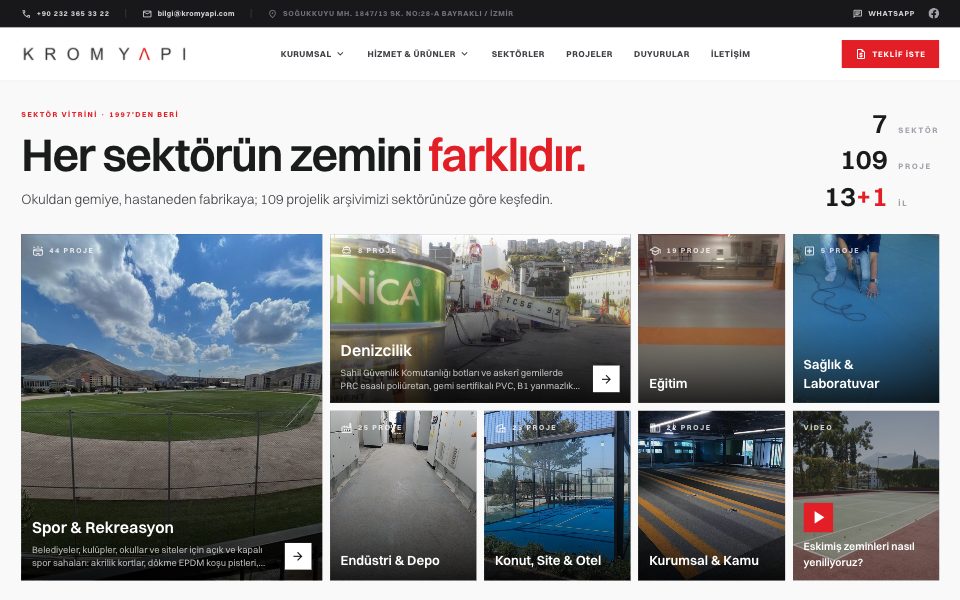 +90 232 365 33 22
bilgi@kromyapi.com
SOĞUKKUYU MH. 1847/13 SK. NO:28-A BAYRAKLI / İZMİR
WHATSAPP
KROMYAPI
KURUMSAL
HİZMET & ÜRÜNLER
SEKTÖRLER
PROJELER
DUYURULAR
İLETİŞİM
TEKLİF İSTE
SEKTÖR VİTRİNİ · 1997'DEN BERİ
Her sektörün zemini farklıdır.
Okuldan gemiye, hastaneden fabrikaya; 109 projelik arşivimizi sektörünüze göre keşfedin.
7 SEKTÖR
109 PROJE
13+1 İL
44 PROJE
Spor & Rekreasyon
Belediyeler, kulüpler, okullar ve siteler için açık ve kapalı
spor sahaları: akrilik kortlar, dökme EPDM koşu pistleri,...
8 PROJE
NICA®
TCSG 92
Denizcilik
Sahil Güvenlik Komutanlığı botları ve askerî gemilerde
PRC esaslı poliüretan, gemi sertifikalı PVC, B1 yanmazlık...
19 PROJE
Eğitim
5 PROJE
Sağlık &
Laboratuvar
25 PROJE
Endüstri & Depo
PROJE
Konut, Site & Otel
PROJE
Kurumsal & Kamu
VİDEO
Eskimiş zeminleri nasıl
yeniliyoruz?